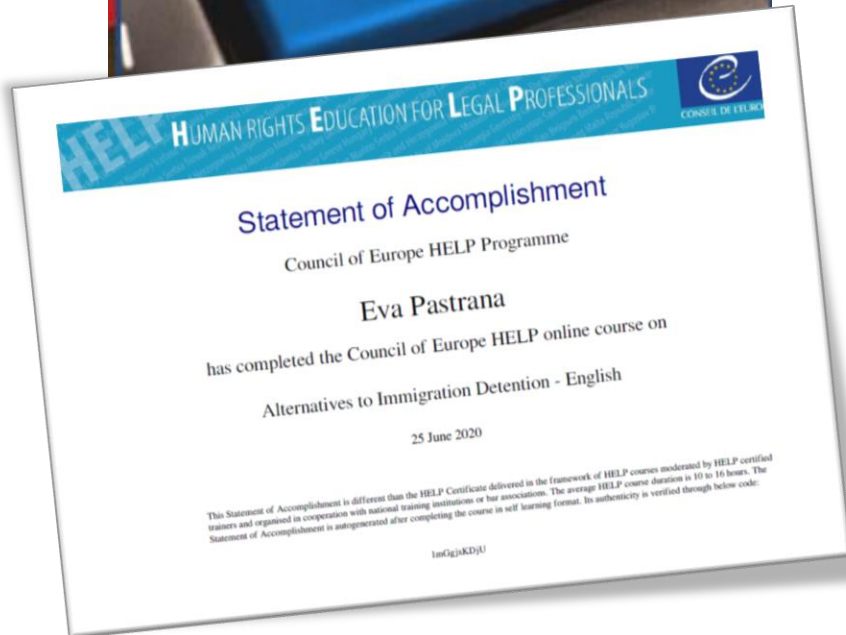 HELP HUMAN RIGHTS EDUCATION FOR LEGAL PROFESSIONALS
CONSEIL DE L'EURO
Statement of Accomplishment
Council of Europe HELP Programme
Eva Pastrana
has completed the Council of Europe HELP online course on
Alternatives to Immigration Detention - English
25 June 2020
This Statement of Accomplishment is different than the HELP Certificate delivered in the framework of HELP courses moderated by HELP certified
trainers and organised in cooperation with national training institutions or bar associations. The average HELP course duration is 10 to 16 hours. The
Statement of Accomplishment is autogenerated after completing the course in self learning format. Its authenticity is verified through below code: